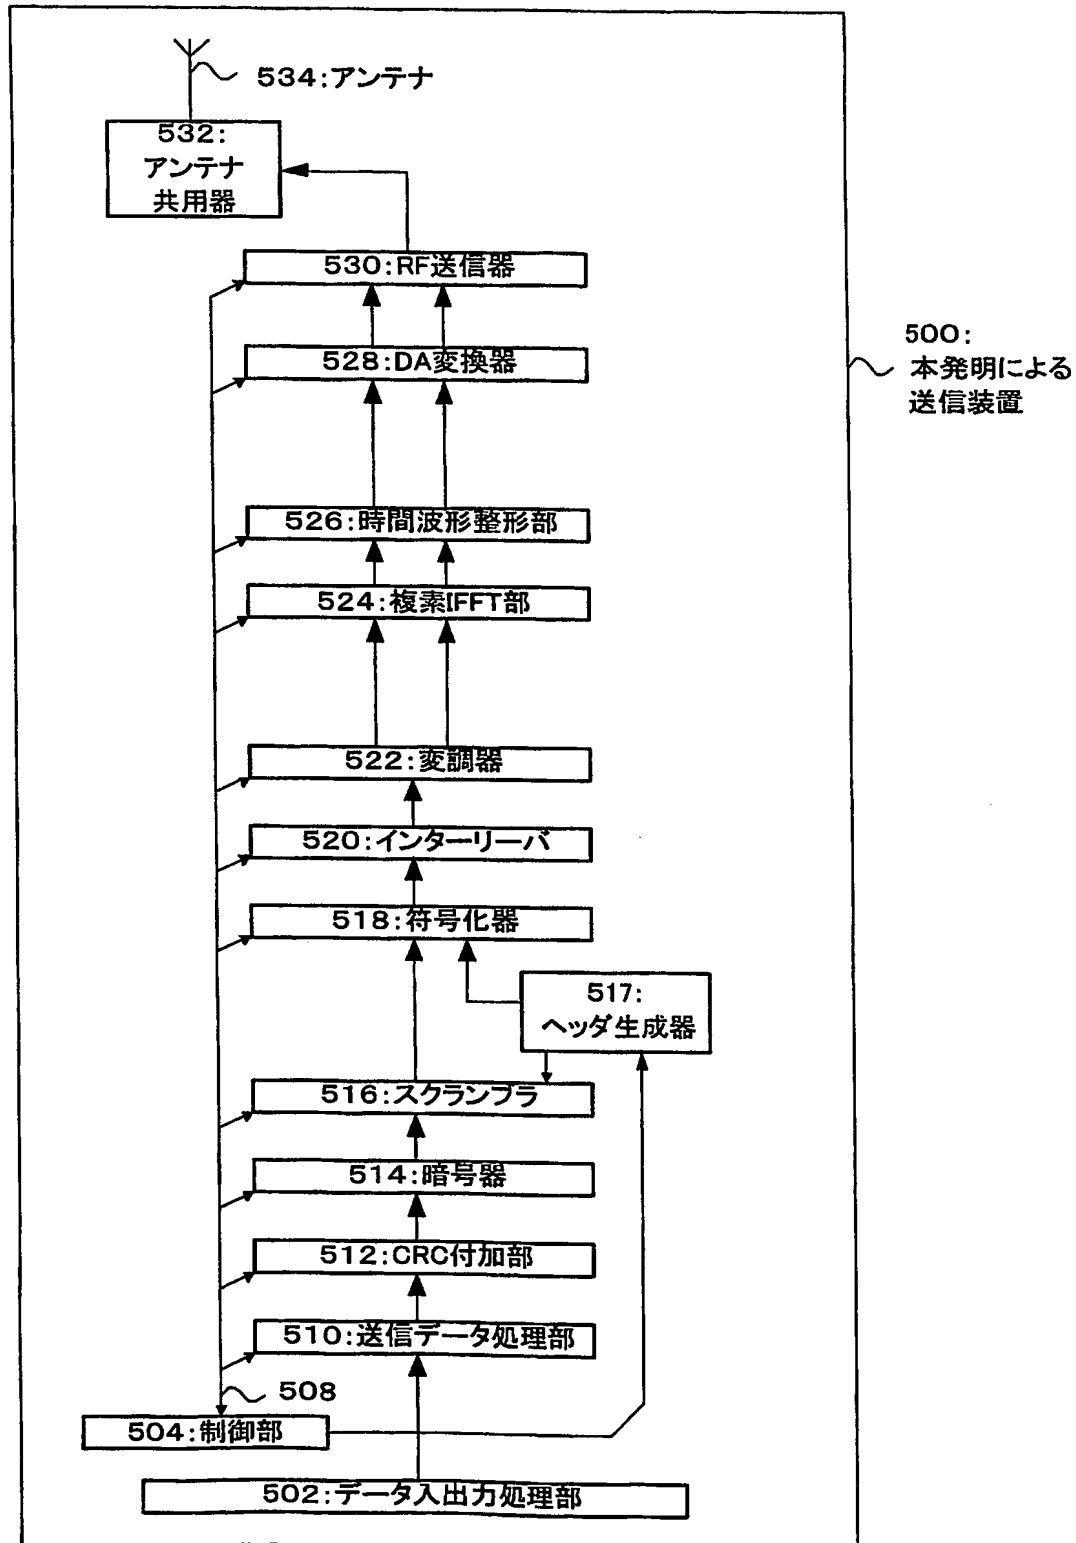 534:アンテナ
532:
アンテナ
共用器
530:RF送信器
500:
本発明による
送信装置
528:DA変換器
526:時間波形整形部
524:複素IFFT部
522:変調器
520:インターリーバ
518:符号化器
517:
ヘッダ生成器
516:スクランブラ
514:暗号器
512:CRC付加部
510:送信データ処理部
508
504:制御部
502:データ入出力処理部